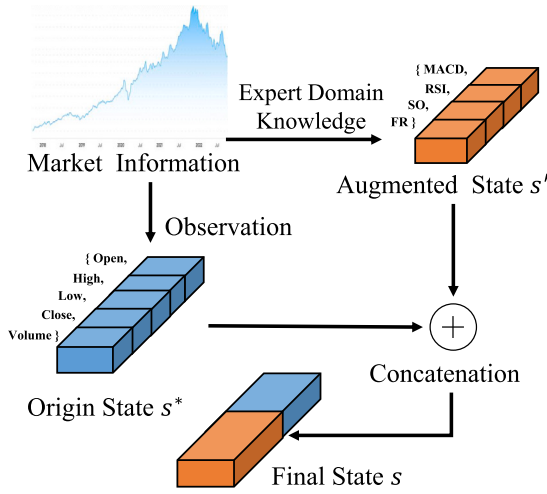 { MACD,
RSI,
SO,
FR }
Expert Domain
Knowledge
Market Information
Augmented State s'
Observation
{ Open,
High,
Low,
Close,
Volume }
+
Origin State s*
Concatenation
Final State s